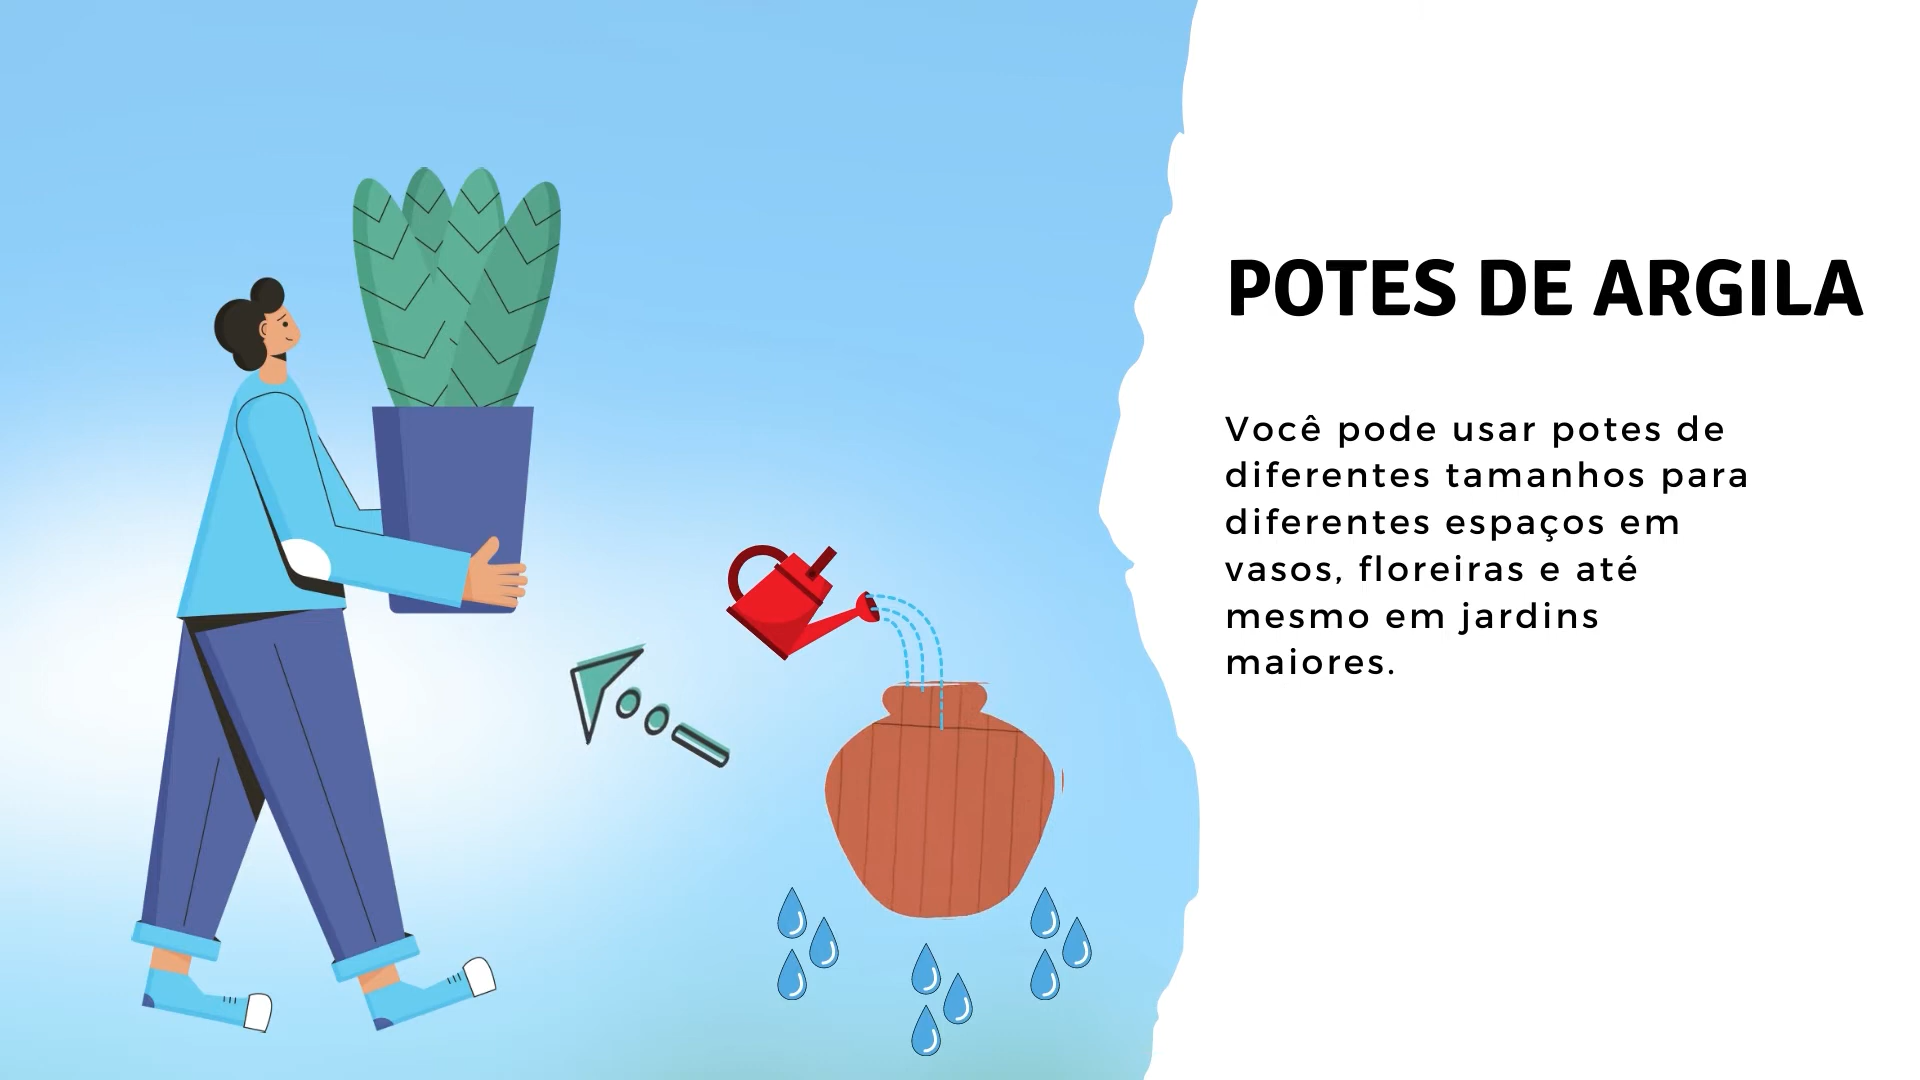 POTES DE ARGILA
Você pode usar potes de
diferentes tamanhos para
diferentes espaços em
vasos, floreiras e até
mesmo em jardins
maiores.